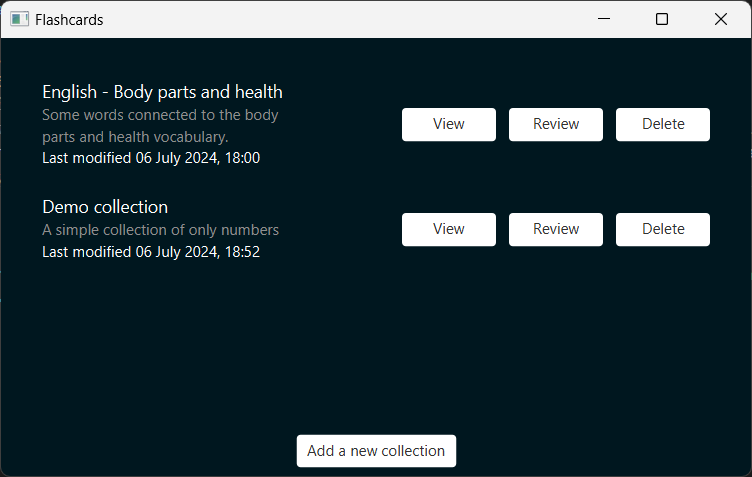 Flashcards
English - Body parts and health
Some words connected to the body
parts and health vocabulary.
Last modified 06 July 2024, 18:00
View Review Delete
Demo collection
A simple collection of only numbers
Last modified 06 July 2024, 18:52
View Review Delete
Add a new collection